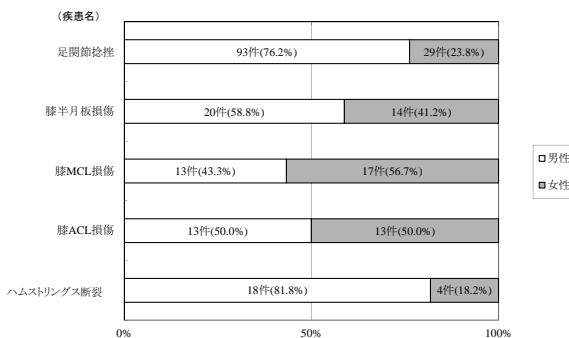 （疾患名）
足関節捻挫
93件(76.2%)
29件(23.8%)
膝半月板損傷
20件(58.8%)
14件(41.2%)
膝MCL損傷
13件(43.3%)
17件(56.7%)
膝ACL損傷
13件(50.0%)
13件(50.0%)
ハムストリングス断裂
18件(81.8%)
4件(18.2%)
0%
50%
100%
男性
女性